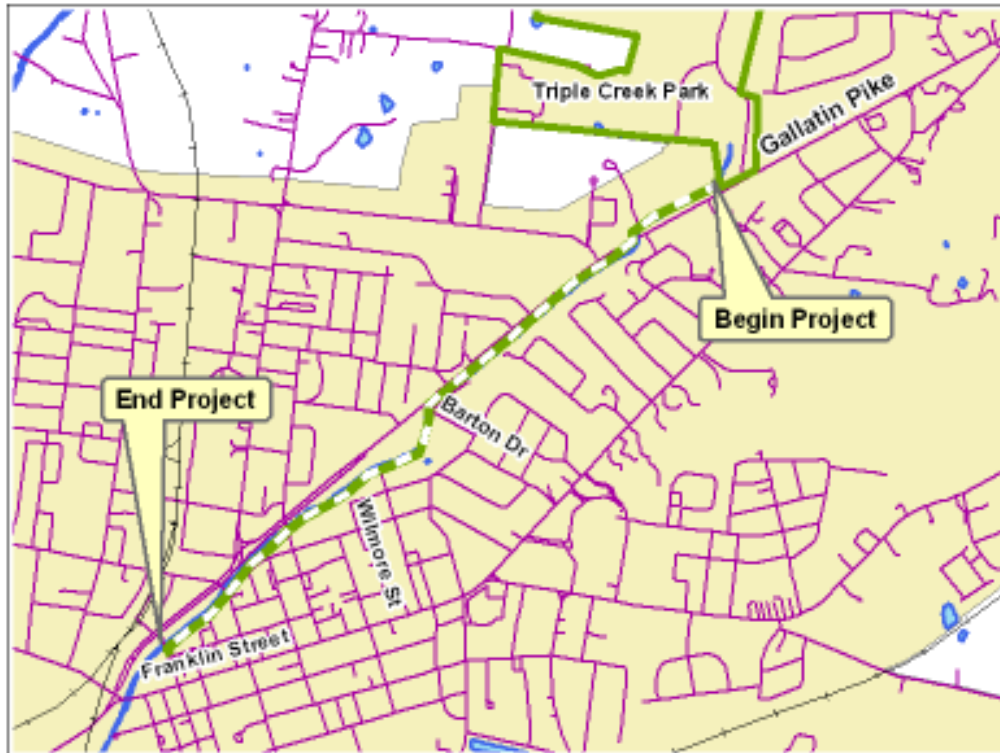 Triple Creek Park
Gallatin Pike
Begin Project
End Project
Barton Dr
Wilmore St
Franklin Street